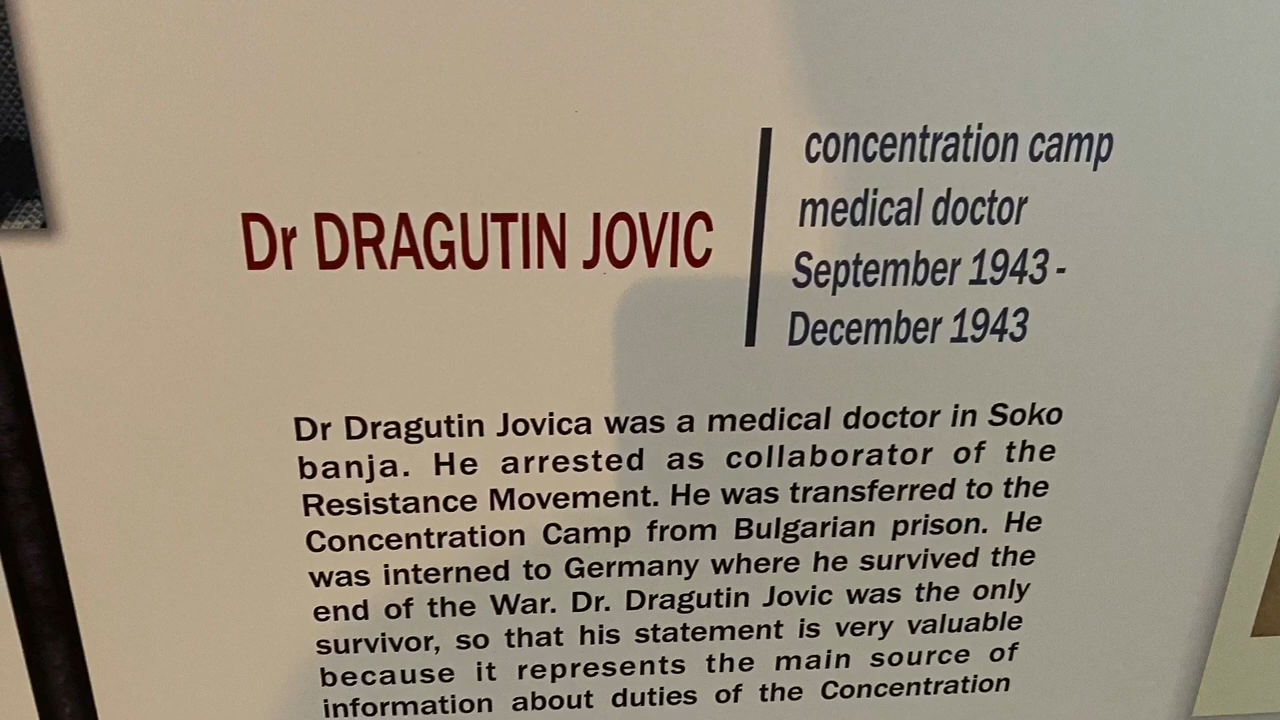 Dr DRAGUTIN JOVIC
concentration camp
medical doctor
September 1943 -
December 1943
Dr Dragutin Jovica was a medical doctor in Soko
banja. He arrested as collaborator of the
Resistance Movement. He was transferred to the
Concentration Camp from Bulgarian prison. He
was interned to Germany where he survived the
end of the War. Dr. Dragutin Jovic was the only
survivor, so that his statement is very valuable
because it represents the main source of
information about duties of the Concentration